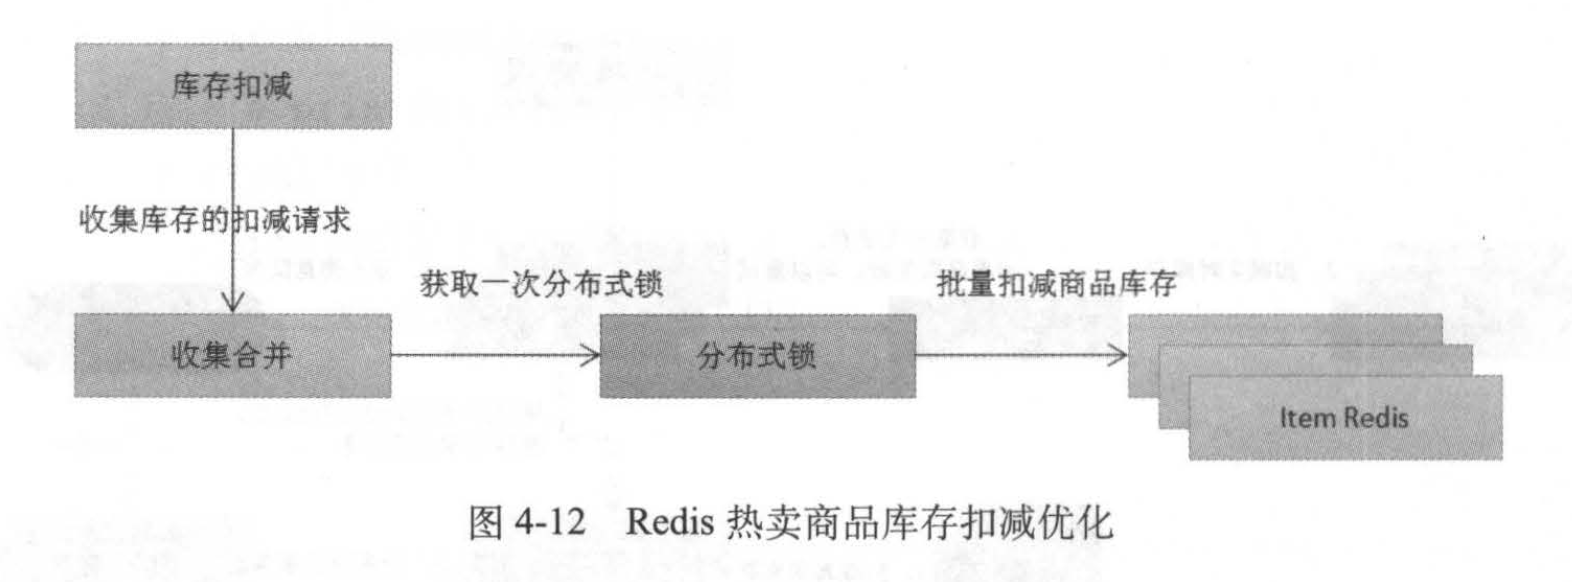 库存扣减
收集库存的扣减请求
获取一次分布式锁
批量扣减商品库存
收集合并
分布式锁
Item Redis
图 4-12 Redis 热卖商品库存扣减优化